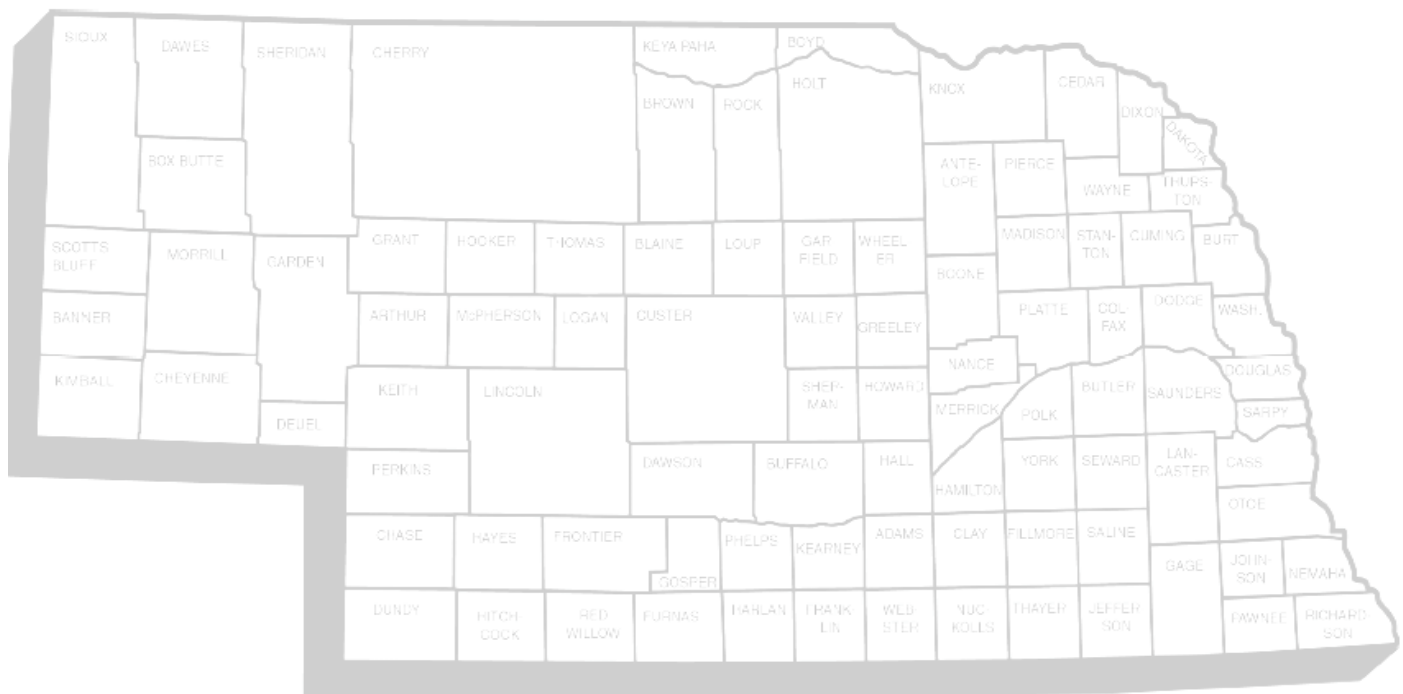 SIOUX
DAWES
SHERIDAN
CHERRY
KEYA PAHA
BOYD
HOLT
BROWN
ROCK
KNOX
CEDAR
DIXON
DAKOTA
BOX BUTTE
ANTE-
LOPE
PIERCE
WAYNE
THURS-
TON
SCOTTS
BLUFF
MORRILL
GARDEN
GRANT
HOOKER
THOMAS
BLAINE
LOUP
GAR
FIELD
WHEEL
ER
MADISON
STAN-
TON
CUMING
BURT
BOONE
BANNER
ARTHUR
McPHERSON
LOGAN
CUSTER
VALLEY
GREELEY
PLATTE
COL
FAX
DODGE
WASH.
KIMBALL
CHEYENNE
DEUEL
KEITH
LINCOLN
SHER-
MAN
HOWARD
NANCE
MERRICK
POLK
BUTLER
SAUNDERS
DOUGLAS
SARPY
PERKINS
DAWSON
BUFFALO
HALL
HAMILTON
YORK
SEWARD
LAN-
CASTER
CASS
OTOE
CHASE
HAYES
FRONTIER
GOSPER
PHELPS
KEARNEY
ADAMS
CLAY
FILLMORE
SALINE
GAGE
JOHN-
SON
NEMAHA
DUNDY
HITCH-
COCK
RED
WILLOW
FURNAS
HARLAN
FRANK-
LIN
WEB-
STER
NUC-
KOLLS
THAYER
JEFFER
SON
PAWNEE
RICHARD
SON